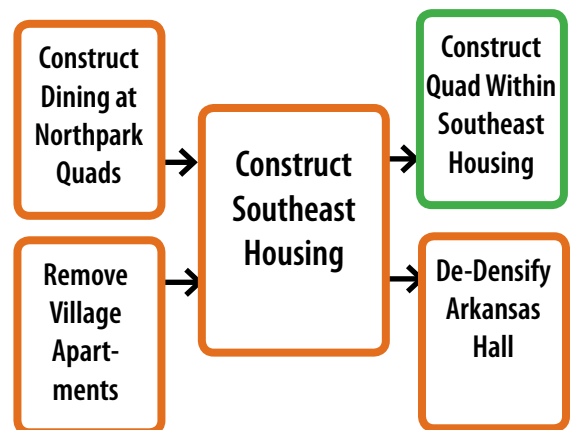 Construct
Dining at
Northpark
Quads
Remove
Village
Apart-
ments
Construct
Southeast
Housing
Construct
Quad Within
Southeast
Housing
De-Densify
Arkansas
Hall